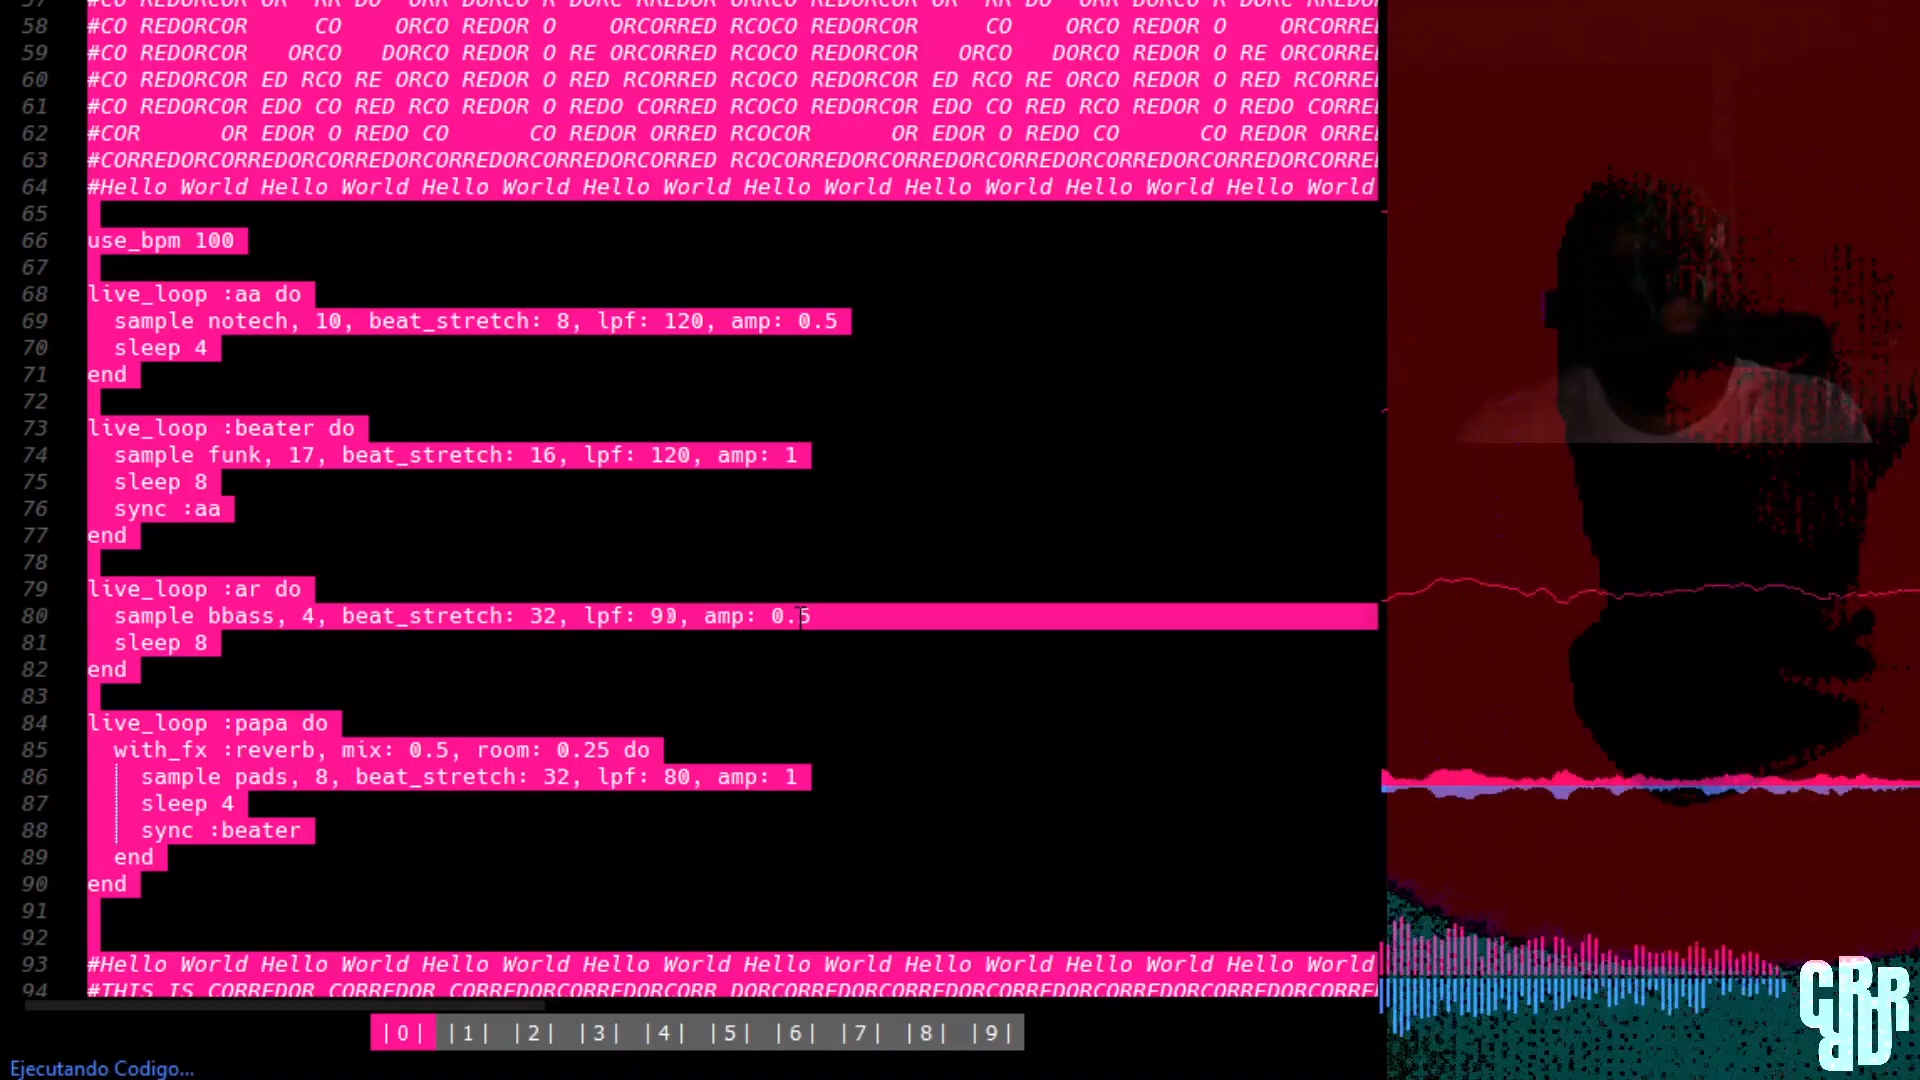 58 #CO REDORCOR     CO    ORCO REDOR O    ORCORRED RCOCO REDORCOR     CO    ORCO REDOR O    ORCORRE
59 #CO REDORCOR   ORCO   DORCO REDOR O RE ORCORRED RCOCO REDORCOR   ORCO   DORCO REDOR O RE ORCORRE
60 #CO REDORCOR ED RCO RE ORCO REDOR O RED RCORRED RCOCO REDORCOR ED RCO RE ORCO REDOR O RED RCORRE
61 #CO REDORCOR EDO CO RED RCO REDOR O REDO CORRED RCOCO REDORCOR EDO CO RED RCO REDOR O REDO CORRE
62 #COR      OR EDOR O REDO CO      CO REDOR ORRED RCOCOR      OR EDOR O REDO CO      CO REDOR ORRE
63 #CORREDORCORREDORCORREDORCORREDORCORREDORCORRED RCOCORREDORCORREDORCORREDORCORREDORCORREDORCORRE
64 #Hello World Hello World Hello World Hello World Hello World Hello World Hello World Hello World
65
66 use_bpm 100
67
68 live_loop :aa do
69   sample notech, 10, beat_stretch: 8, lpf: 120, amp: 0.5
70   sleep 4
71 end
72
73 live_loop :beater do
74   sample funk, 17, beat_stretch: 16, lpf: 120, amp: 1
75   sleep 8
76   sync :aa
77 end
78
79 live_loop :ar do
80   sample bbass, 4, beat_stretch: 32, lpf: 90, amp: 0.5
81   sleep 8
82 end
83
84 live_loop :papa do
85   with_fx :reverb, mix: 0.5, room: 0.25 do
86     sample pads, 8, beat_stretch: 32, lpf: 80, amp: 1
87     sleep 4
88     sync :beater
89   end
90 end
91
92
93 #Hello World Hello World Hello World Hello World Hello World Hello World Hello World Hello World
94 #THIS IS CORREDOR CORREDOR CORREDORCORREDORCORR DORCORREDORCORREDORCORREDORCORREDORCORREDORCORRE
|0| |1| |2| |3| |4| |5| |6| |7| |8| |9|
Ejecutando Codigo...